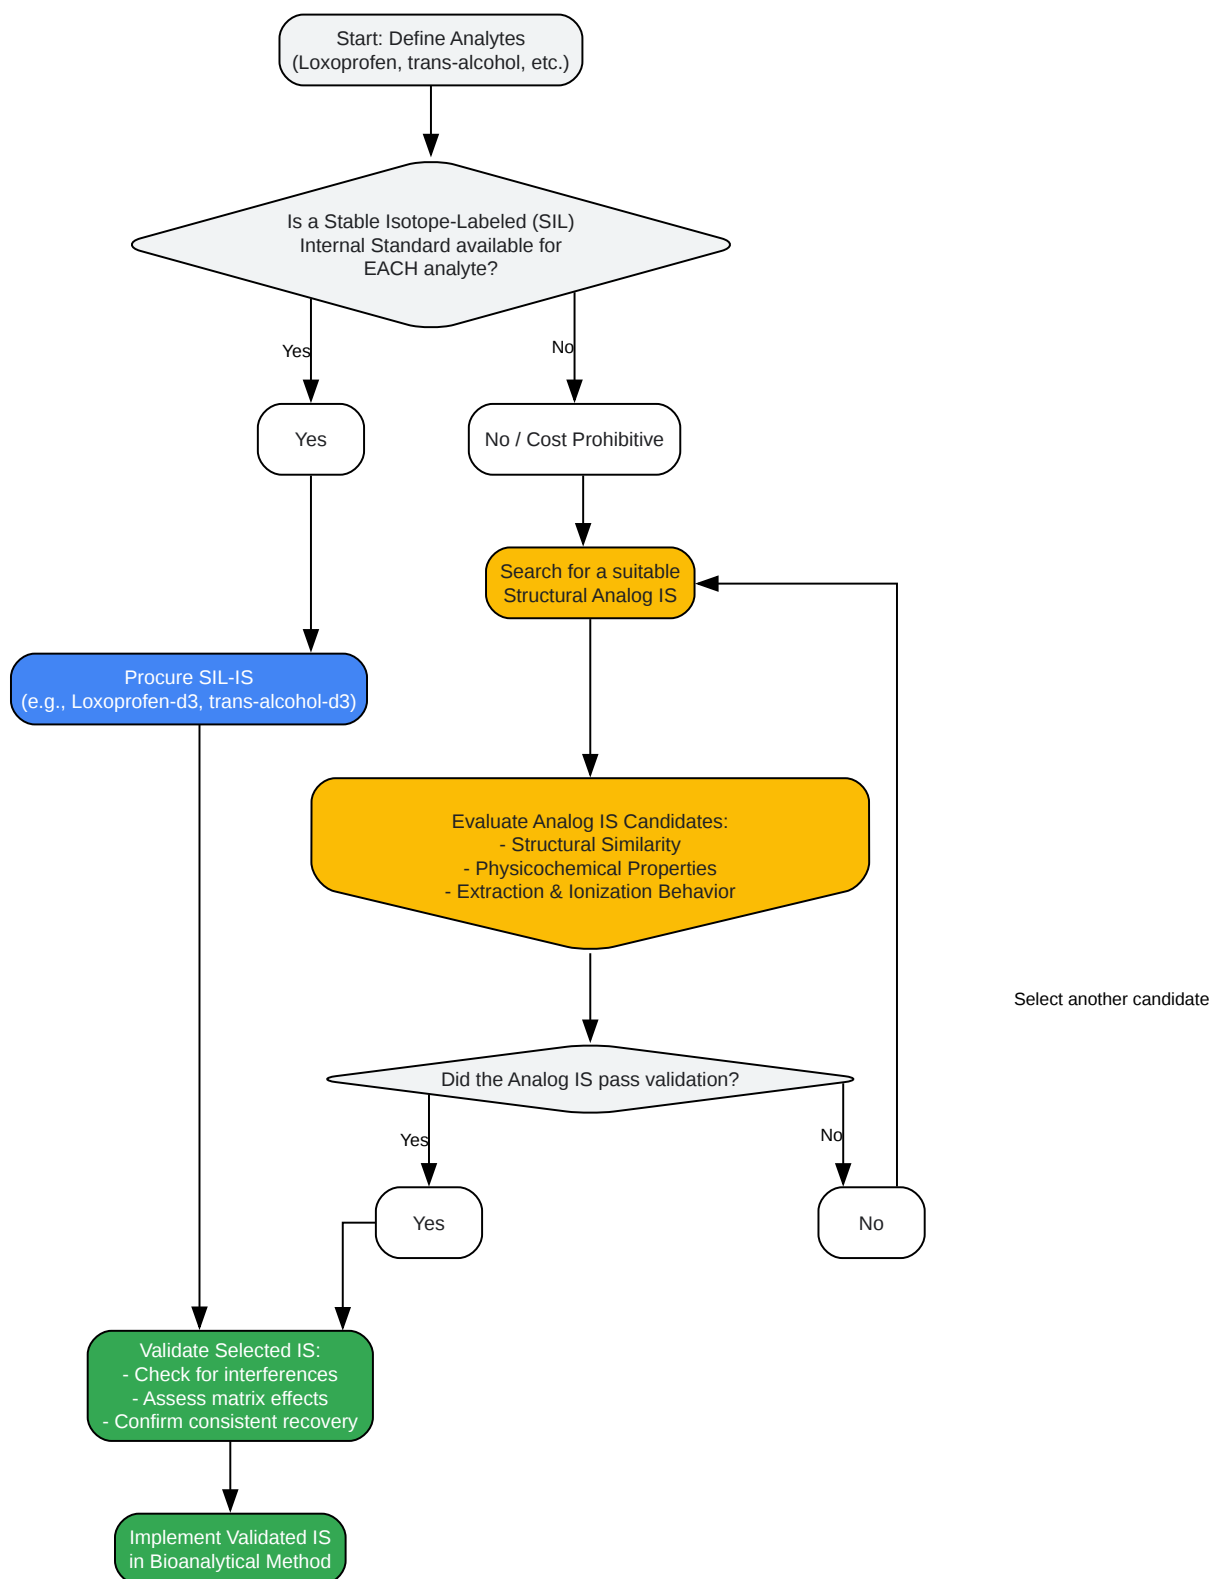 Start: Define Analytes
(Loxoprofen, trans-alcohol, etc.)
Is a Stable Isotope-Labeled (SIL)
Internal Standard available for
EACH analyte?
Yes
No
Yes
No / Cost Prohibitive
Search for a suitable
Structural Analog IS
Procure SIL-IS
(e.g., Loxoprofen-d3, trans-alcohol-d3)
Evaluate Analog IS Candidates:
- Structural Similarity
- Physicochemical Properties
- Extraction & Ionization Behavior
Select another candidate
Did the Analog IS pass validation?
Yes
No
Yes
No
Validate Selected IS:
- Check for interferences
- Assess matrix effects
- Confirm consistent recovery
Implement Validated IS
in Bioanalytical Method